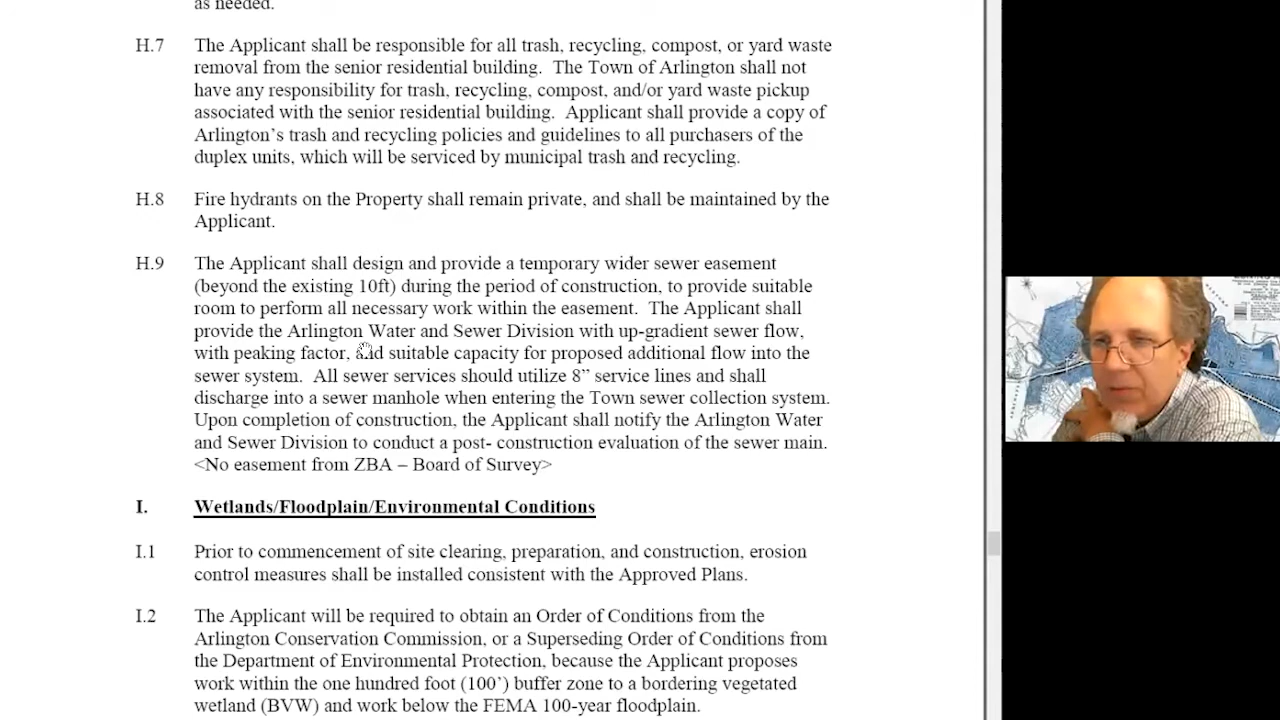 as needed.
H.7 The Applicant shall be responsible for all trash, recycling, compost, or yard waste
removal from the senior residential building. The Town of Arlington shall not
have any responsibility for trash, recycling, compost, and/or yard waste pickup
associated with the senior residential building. Applicant shall provide a copy of
Arlington's trash and recycling policies and guidelines to all purchasers of the
duplex units, which will be serviced by municipal trash and recycling.
H.8 Fire hydrants on the Property shall remain private, and shall be maintained by the
Applicant.
H.9 The Applicant shall design and provide a temporary wider sewer easement
(beyond the existing 10ft) during the period of construction, to provide suitable
room to perform all necessary work within the easement. The Applicant shall
provide the Arlington Water and Sewer Division with up-gradient sewer flow,
with peaking factor, and suitable capacity for proposed additional flow into the
sewer system. All sewer services should utilize 8” service lines and shall
discharge into a sewer manhole when entering the Town sewer collection system.
Upon completion of construction, the Applicant shall notify the Arlington Water
and Sewer Division to conduct a post- construction evaluation of the sewer main.
<No easement from ZBA – Board of Survey>
I. Wetlands/Floodplain/Environmental Conditions
I.1 Prior to commencement of site clearing, preparation, and construction, erosion
control measures shall be installed consistent with the Approved Plans.
I.2 The Applicant will be required to obtain an Order of Conditions from the
Arlington Conservation Commission, or a Superseding Order of Conditions from
the Department of Environmental Protection, because the Applicant proposes
work within the one hundred foot (100’) buffer zone to a bordering vegetated
wetland (BVW) and work below the FEMA 100-year floodplain.